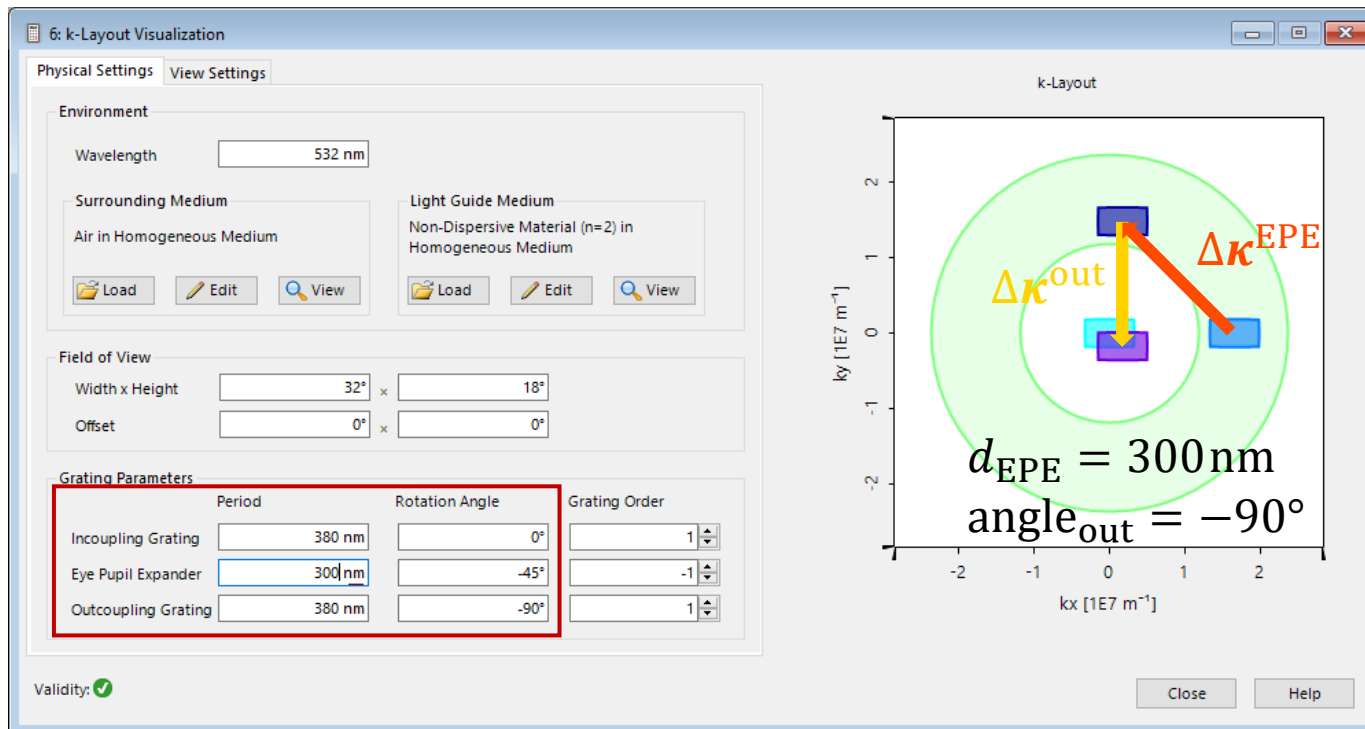 6: k-Layout Visualization
Physical Settings
View Settings
Environment
Wavelength
532 nm
Surrounding Medium
Air in Homogeneous Medium
Load
Edit
View
Light Guide Medium
Non-Dispersive Material (n=2) in
Homogeneous Medium
Load
Edit
View
Field of View
Width x Height
32°
×
18°
Offset
0°
×
0°
Grating Parameters
Period
Rotation Angle
Grating Order
Incoupling Grating
380 nm
0°
1
Eye Pupil Expander
300 nm
-45°
-1
Outcoupling Grating
380 nm
-90°
1
Validity:
k-Layout
ky [1E7 m⁻¹]
2
1
0
-1
-2
Δκ^out
Δκ^EPE
d_EPE = 300 nm
angle_out = −90°
-2
-1
0
1
2
kx [1E7 m⁻¹]
Close
Help